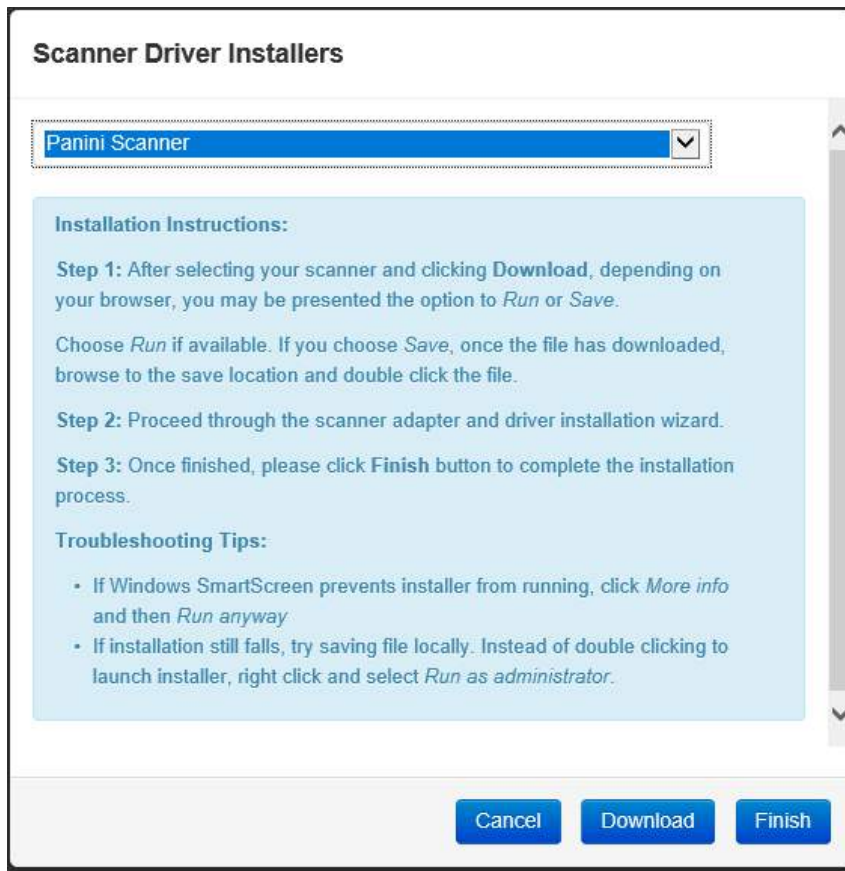 Scanner Driver Installers
Panini Scanner
Installation Instructions:
Step 1: After selecting your scanner and clicking Download, depending on
your browser, you may be presented the option to Run or Save.
Choose Run if available. If you choose Save, once the file has downloaded,
browse to the save location and double click the file.
Step 2: Proceed through the scanner adapter and driver installation wizard.
Step 3: Once finished, please click Finish button to complete the installation
process.
Troubleshooting Tips:
• If Windows SmartScreen prevents installer from running, click More info
and then Run anyway
• If installation still falls, try saving file locally. Instead of double clicking to
launch installer, right click and select Run as administrator.
Cancel Download Finish